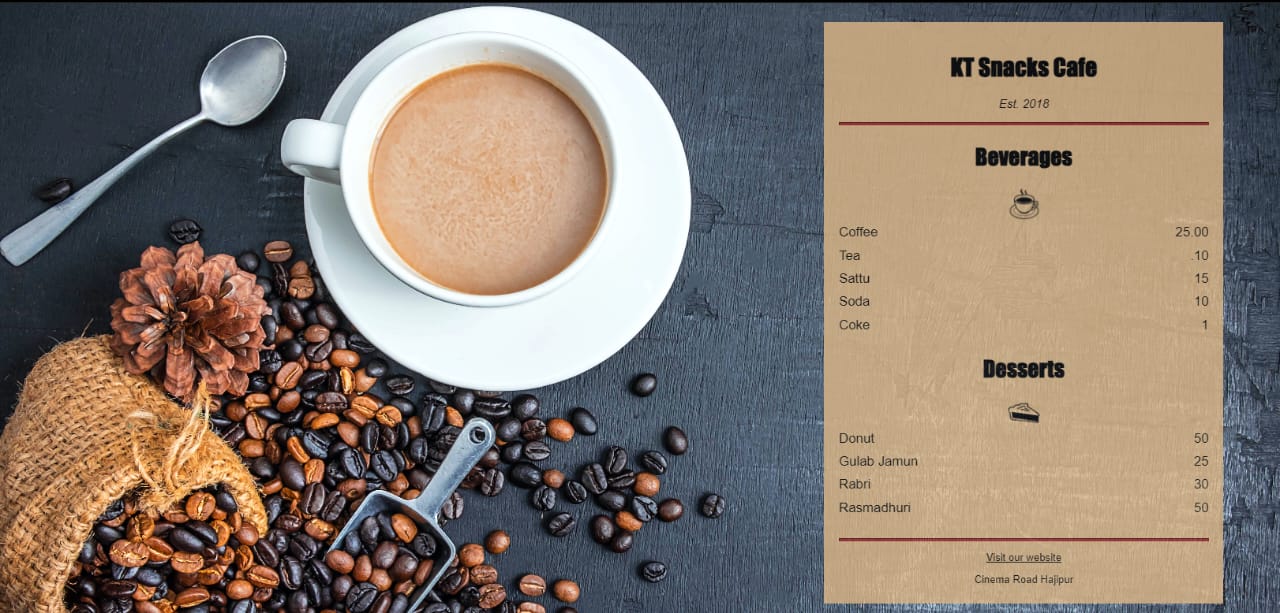 KT Snacks Cafe
Est. 2018
Beverages
Coffee 25.00
Tea .10
Sattu 15
Soda 10
Coke 1
Desserts
Donut 50
Gulab Jamun 25
Rabri 30
Rasmadhuri 50
Visit our website
Cinema Road Hajipur